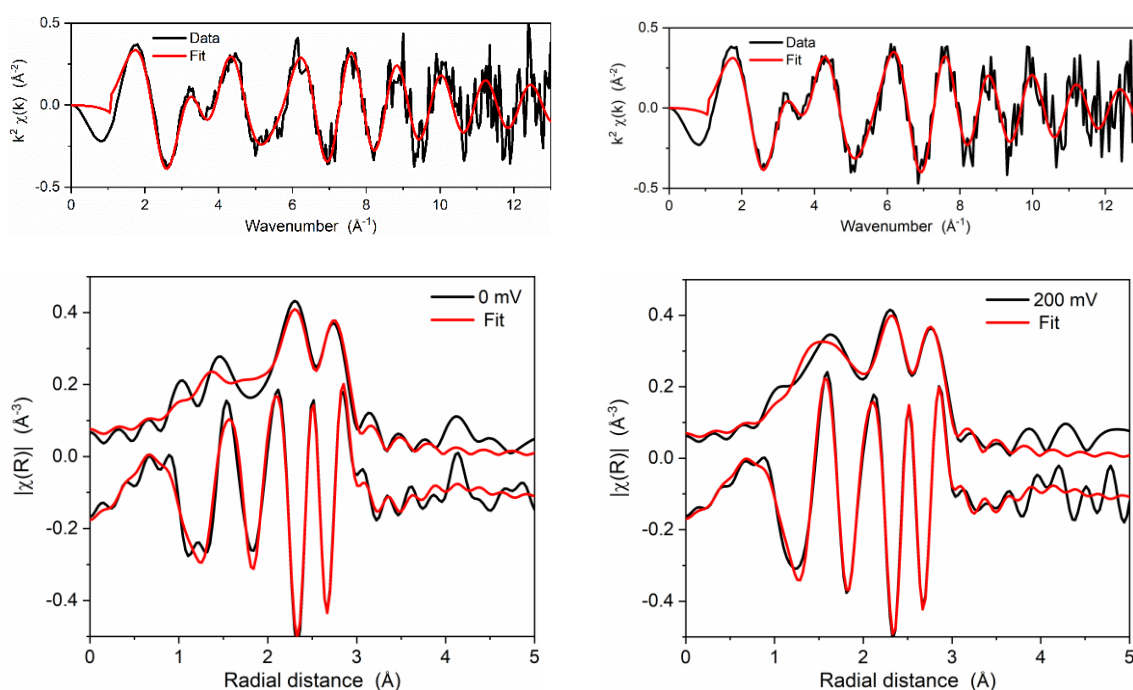 0.5
0.0
-0.5
k² χ(k) (Å⁻²)
Data
Fit
0 2 4 6 8 10 12
Wavenumber (Å⁻¹)
0.5
0.0
-0.5
k² χ(k) (Å⁻²)
Data
Fit
0 2 4 6 8 10 12
Wavenumber (Å⁻¹)
0.4
0.2
0.0
-0.2
-0.4
|χ(R)| (Å⁻³)
0 mV
Fit
0 1 2 3 4 5
Radial distance (Å)
0.4
0.2
0.0
-0.2
-0.4
|χ(R)| (Å⁻³)
200 mV
Fit
0 1 2 3 4 5
Radial distance (Å)